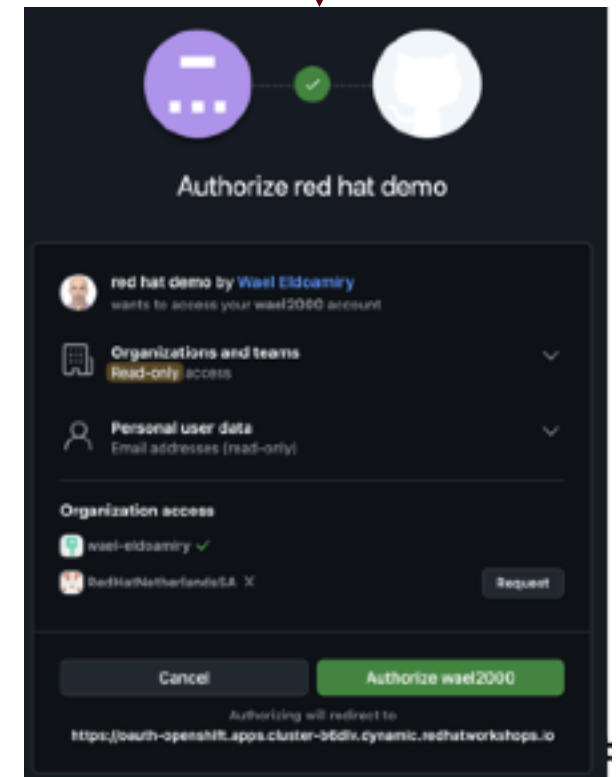 Authorize red hat demo
red hat demo by Wael Eldoamiry
wants to access your wael2000 account
Organizations and teams
Read-only access
Personal user data
Email addresses (read-only)
Organization access
wael-eldoamiry ✓
RedHatNetherlandsSA X
Request
Cancel
Authorize wael2000
Authorizing will redirect to
https://oauth-openshift.apps.cluster-b6dlv.dynamic.redhatworkshops.io